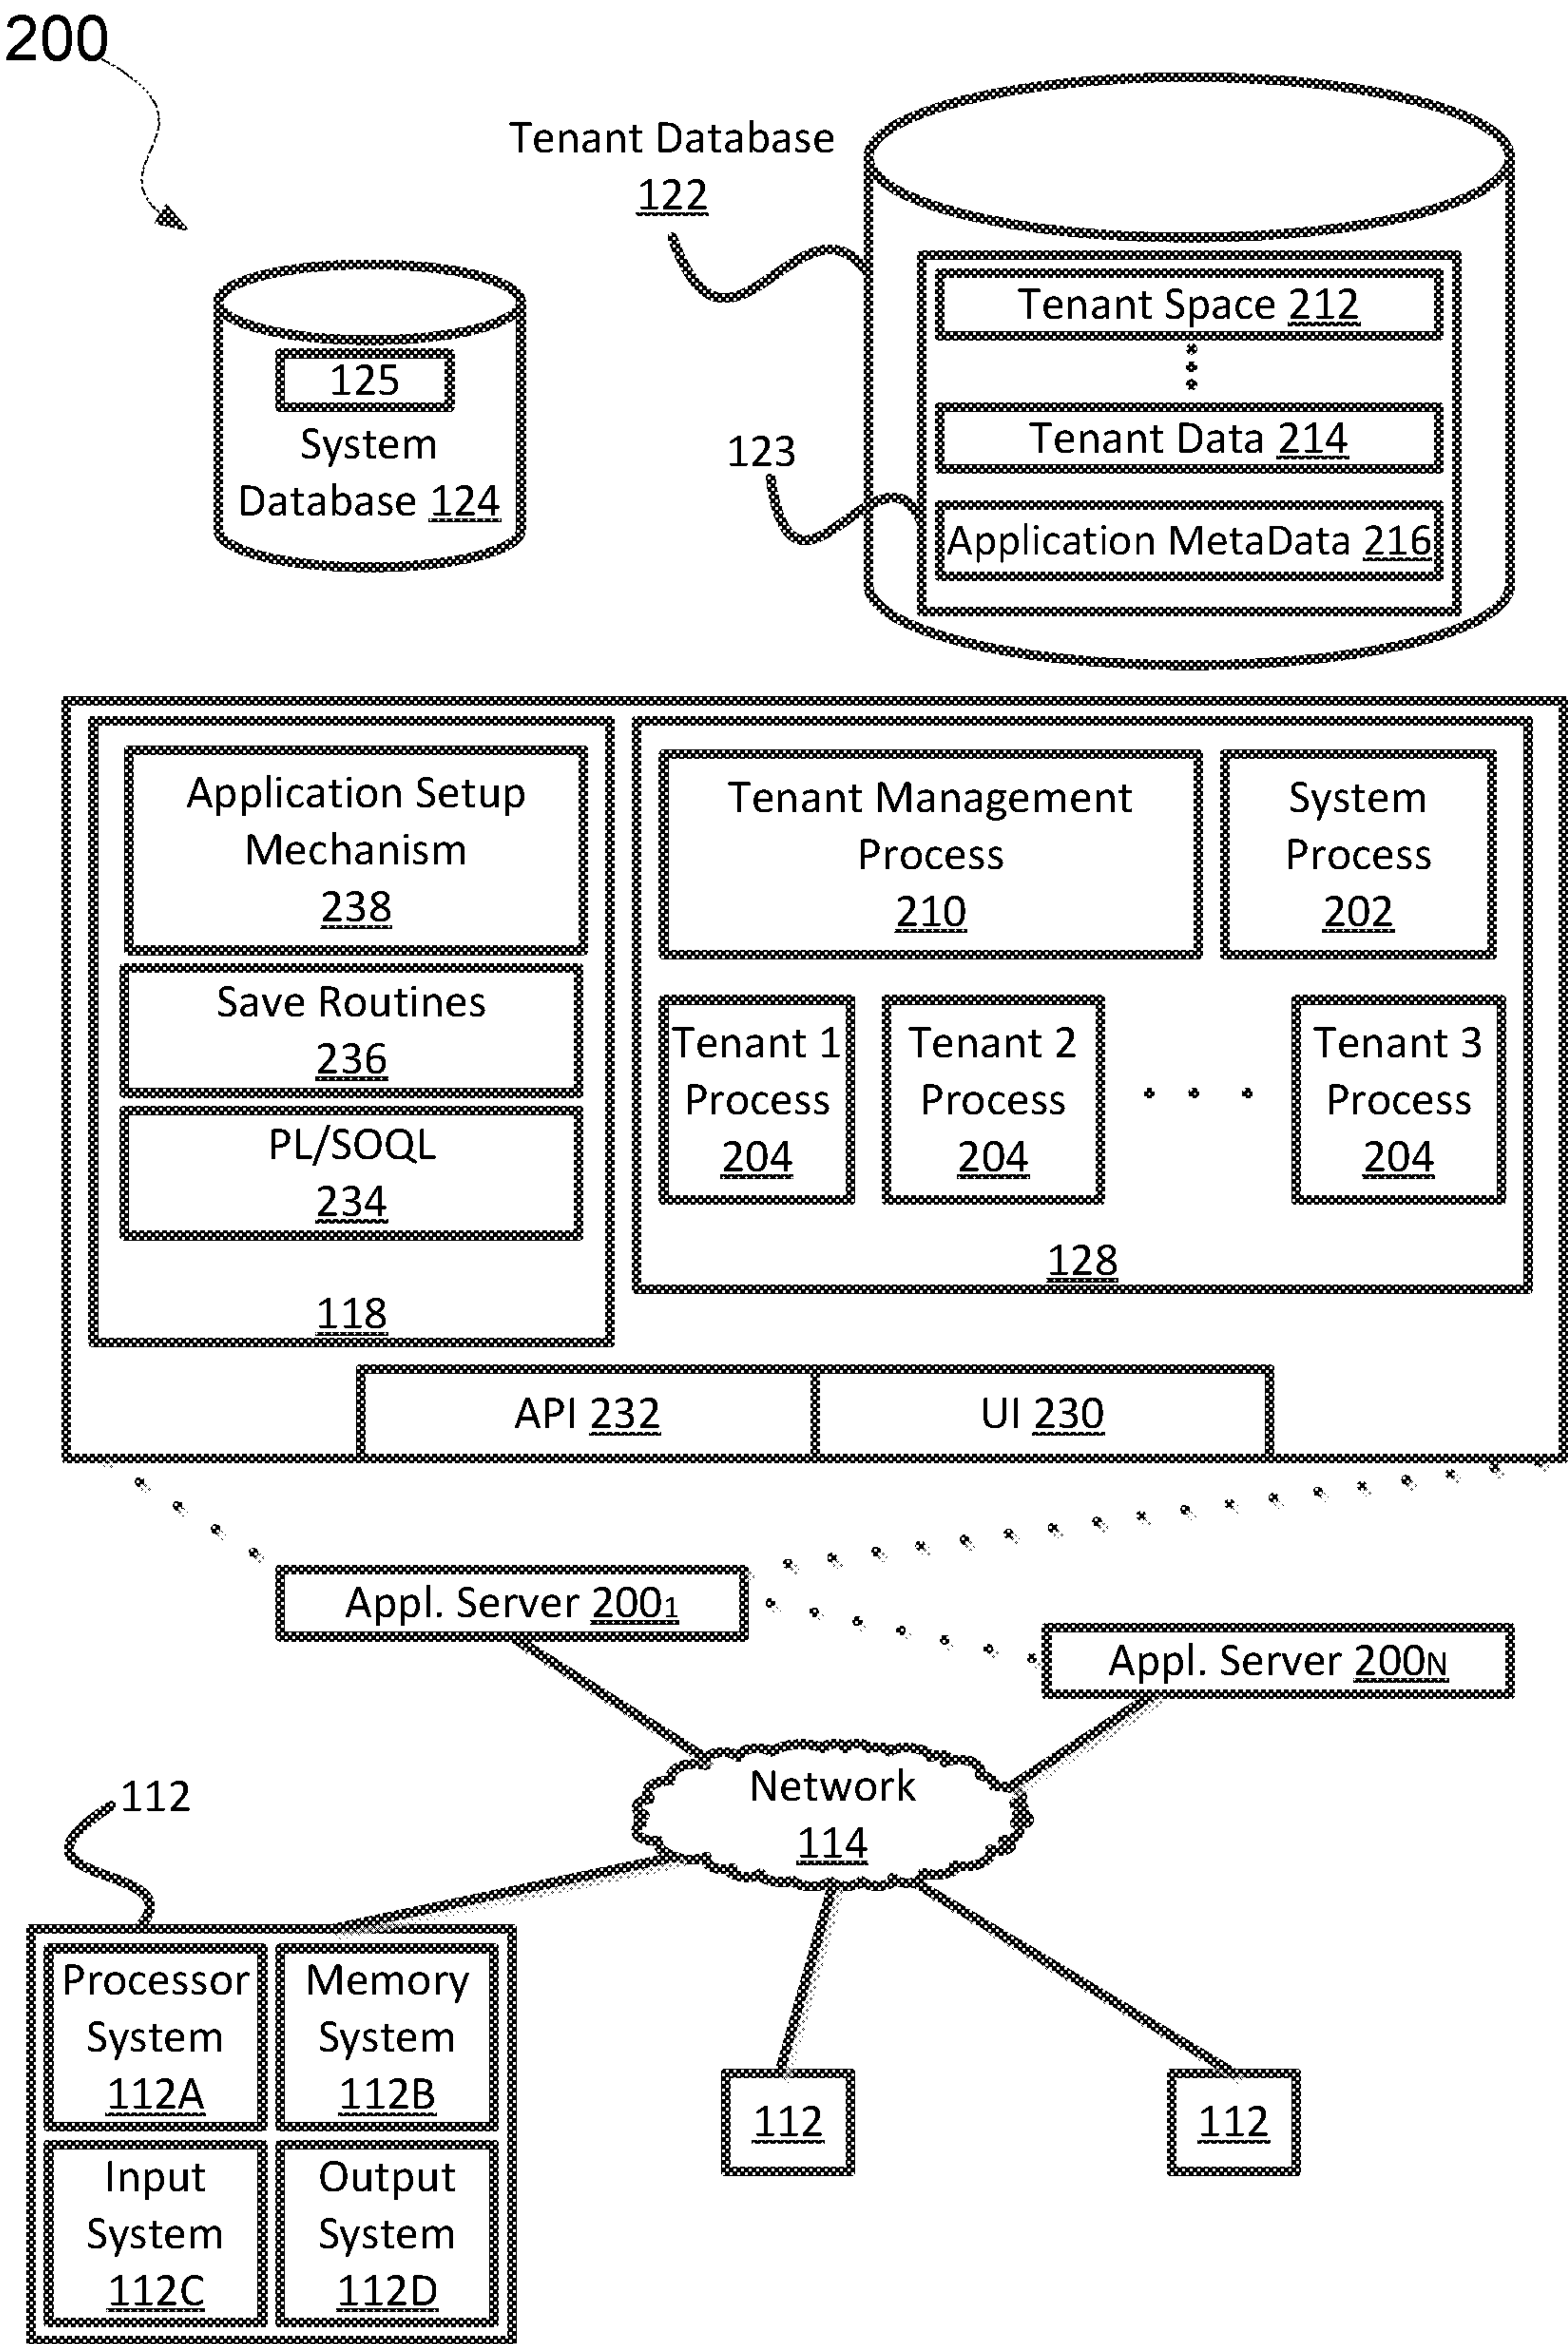 200
Tenant Database
122
Tenant Space 212
125
System
Database 124
123
Tenant Data 214
Application MetaData 216
Application Setup
Mechanism
238
Save Routines
236
PL/SOQL
234
118
Tenant Management
Process
210
System
Process
202
Tenant 1
Process
204
Tenant 2
Process
204
Tenant 3
Process
204
128
API 232
UI 230
Appl. Server 200₁
Appl. Server 200N
Network
114
112
Processor
System
112A
Memory
System
112B
Input
System
112C
Output
System
112D
112
112